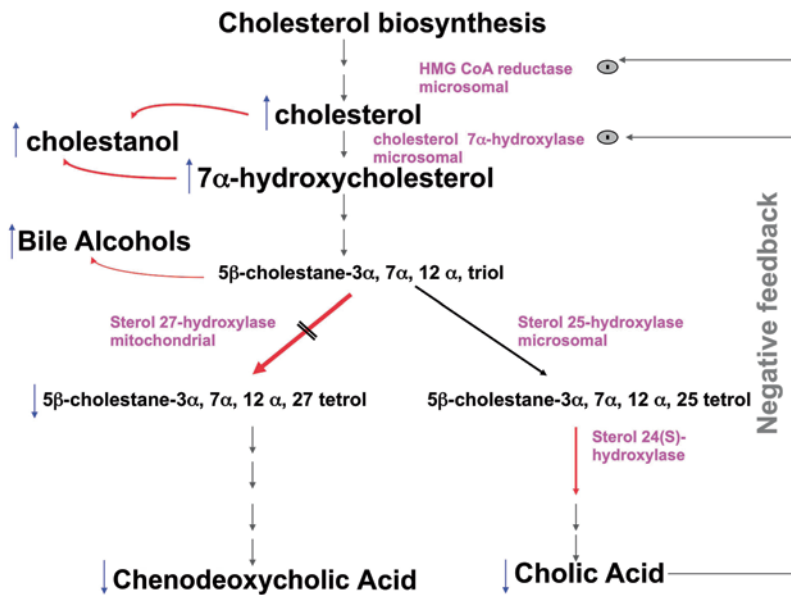 Cholesterol biosynthesis
HMG CoA reductase
microsomal
cholesterol
cholestanol
cholesterol 7α-hydroxylase
microsomal
7α-hydroxycholesterol
Bile Alcohols
5β-cholestane-3α, 7α, 12 α, triol
Sterol 27-hydroxylase
mitochondrial
Sterol 25-hydroxylase
microsomal
5β-cholestane-3α, 7α, 12 α, 27 tetrol
5β-cholestane-3α, 7α, 12 α, 25 tetrol
Sterol 24(S)-
hydroxylase
Chenodeoxycholic Acid
Cholic Acid
Negative feedback